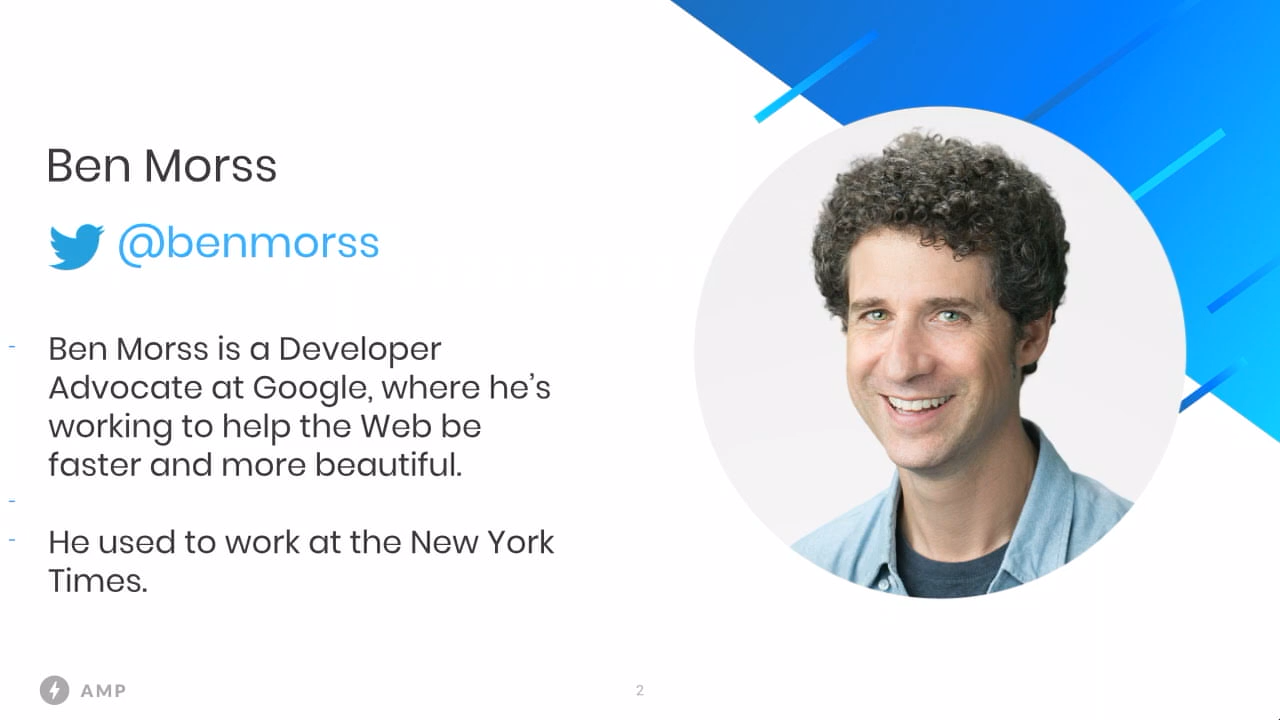 Ben Morss
@benmorss
- Ben Morss is a Developer
Advocate at Google, where he’s
working to help the Web be
faster and more beautiful.
-
- He used to work at the New York
Times.
AMP
2